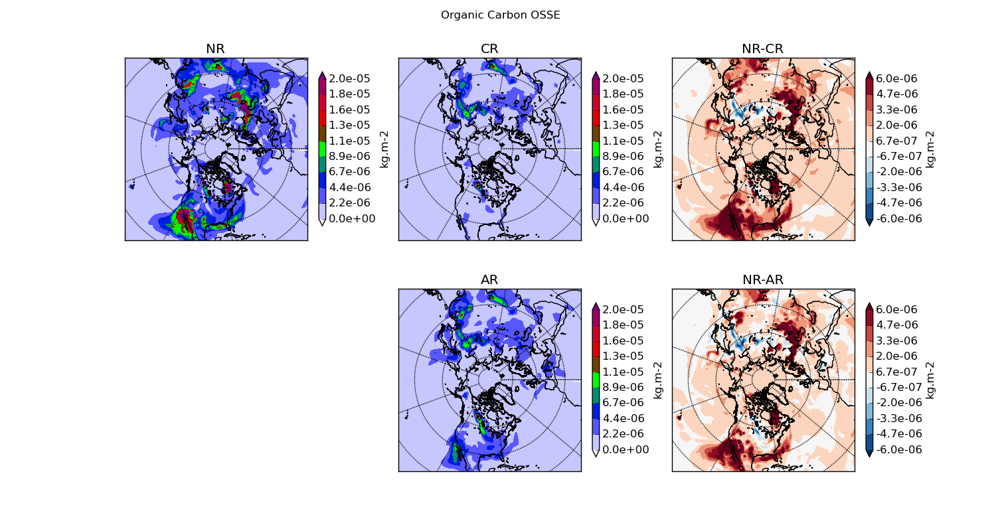 Organic Carbon OSSE
NR
2.0e-05
1.8e-05
1.6e-05
1.3e-05
1.1e-05
8.9e-06
6.7e-06
4.4e-06
2.2e-06
0.0e+00
kg.m-2
CR
2.0e-05
1.8e-05
1.6e-05
1.3e-05
1.1e-05
8.9e-06
6.7e-06
4.4e-06
2.2e-06
0.0e+00
kg.m-2
NR-CR
6.0e-06
4.7e-06
3.3e-06
2.0e-06
6.7e-07
-6.7e-07
-2.0e-06
-3.3e-06
-4.7e-06
-6.0e-06
kg.m-2
AR
2.0e-05
1.8e-05
1.6e-05
1.3e-05
1.1e-05
8.9e-06
6.7e-06
4.4e-06
2.2e-06
0.0e+00
kg.m-2
NR-AR
6.0e-06
4.7e-06
3.3e-06
2.0e-06
6.7e-07
-6.7e-07
-2.0e-06
-3.3e-06
-4.7e-06
-6.0e-06
kg.m-2